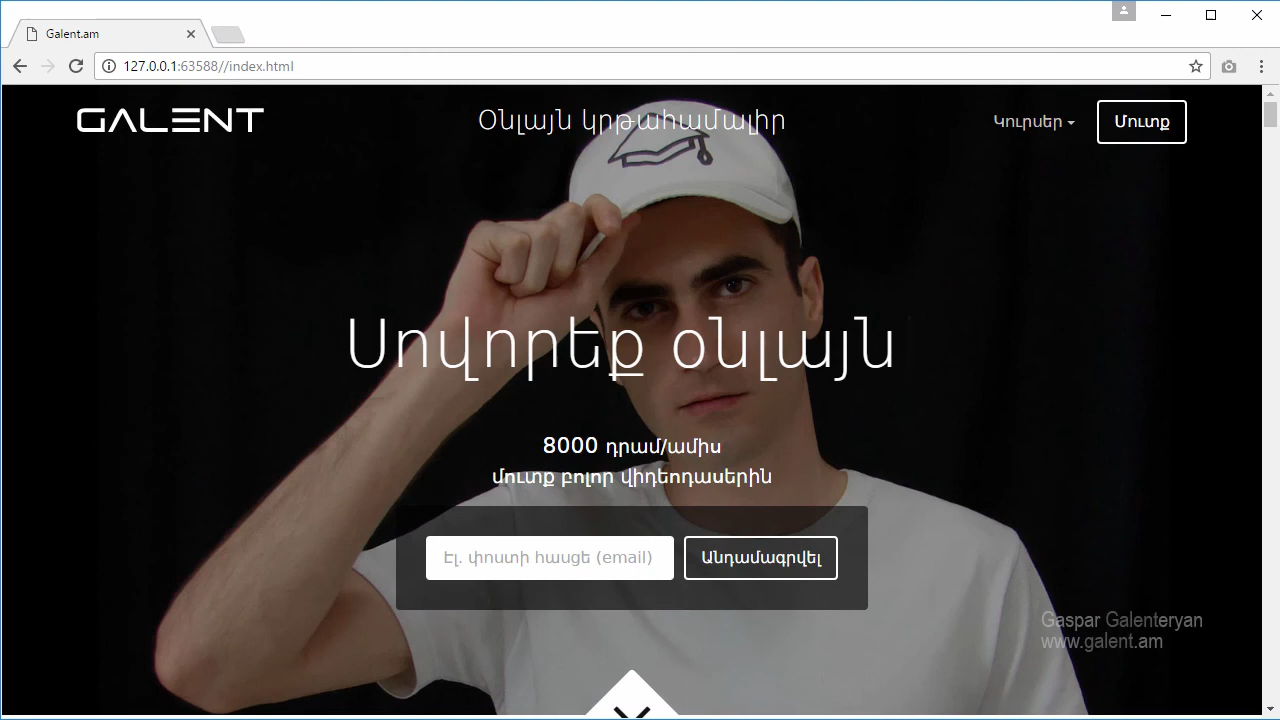 Galent.am
127.0.0.1:63588//index.html
GALENT
Օնլայն կրթահամալիր
Կուրսեր
Մուտք
Սովորեք օնլայն
8000 դրամ/ամիս
մուտք բոլոր վիդեոդասերին
Էլ. փոստի հասցե (email)
Անդամագրվել
Gaspar Galenteryan
www.galent.am